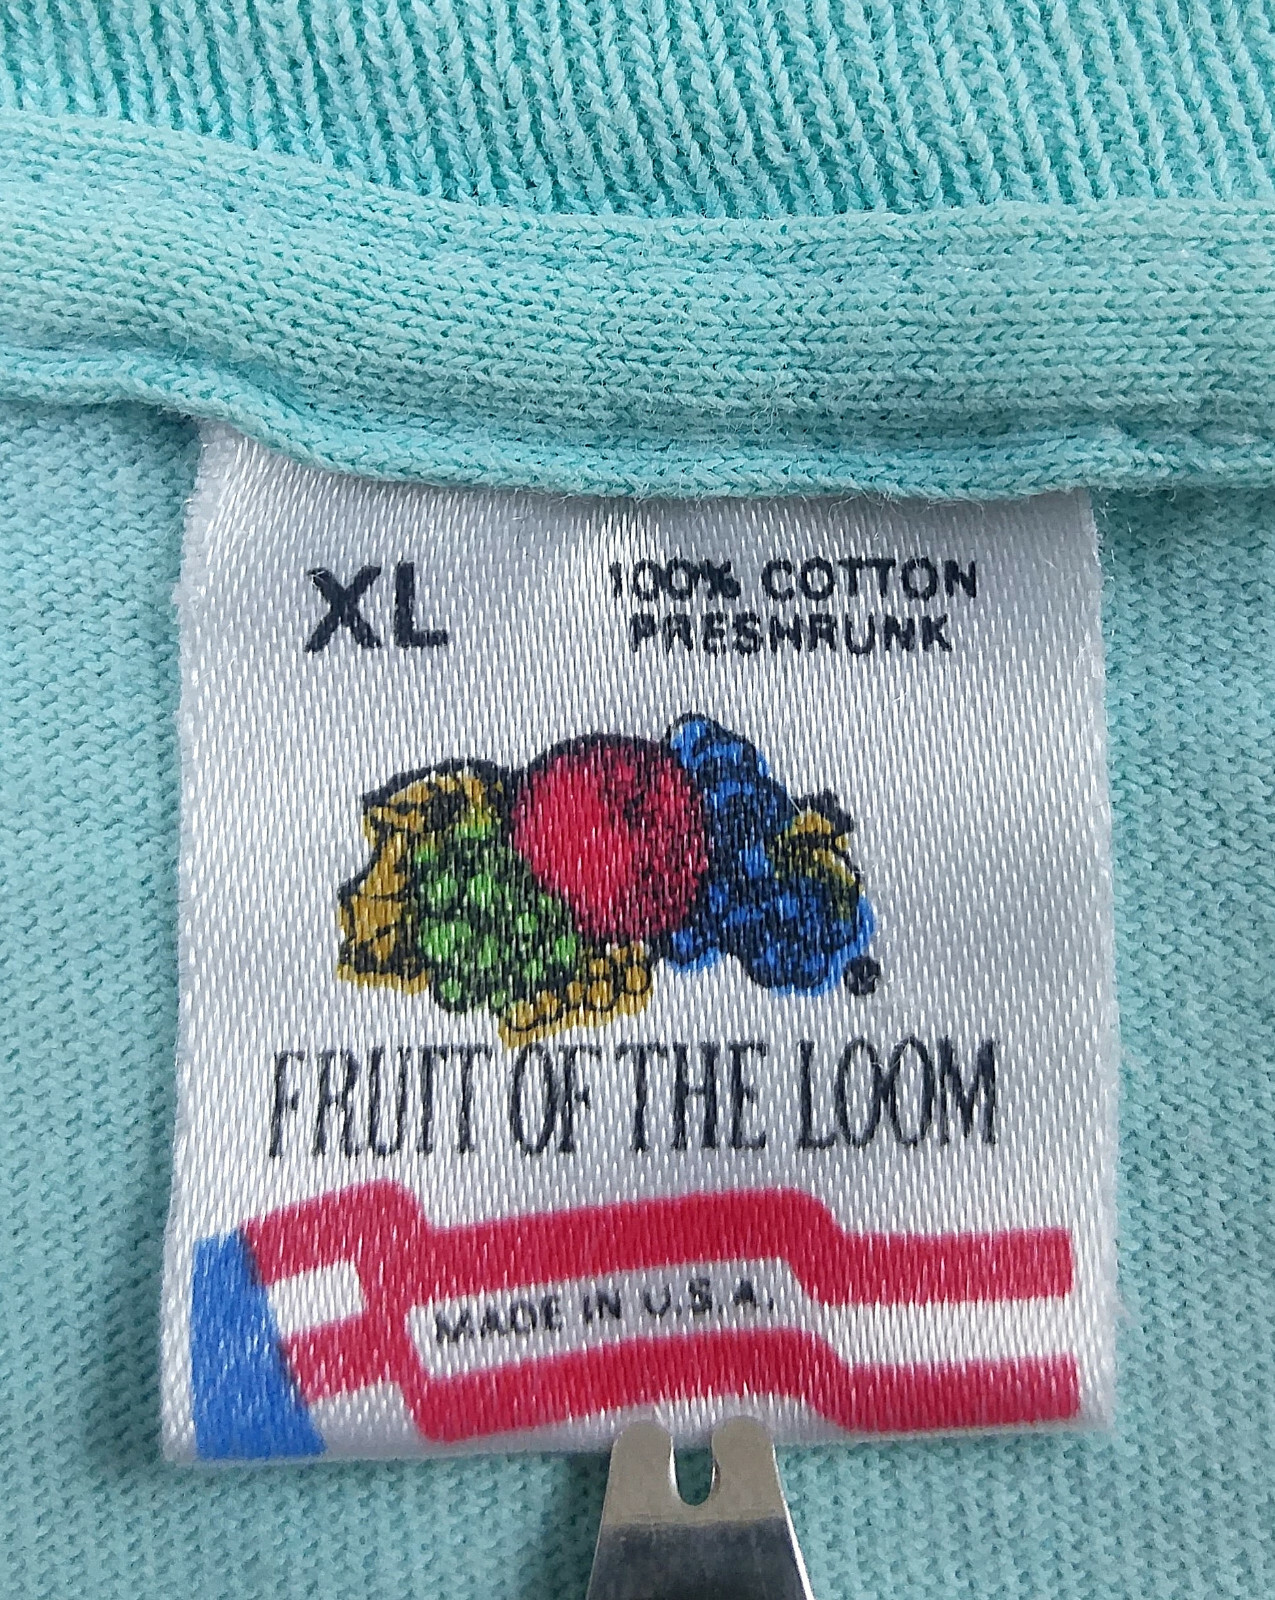 XL
100% COTTON
PRESHRUNK
®
FRUIT OF THE LOOM
MADE IN U.S.A.